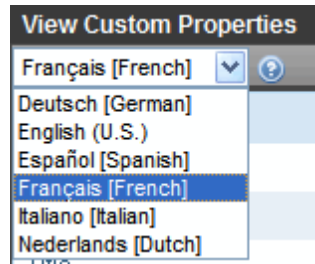 View Custom Properties
Français [French]
Deutsch [German]
English (U.S.)
Español [Spanish]
Français [French]
Italiano [Italian]
Nederlands [Dutch]